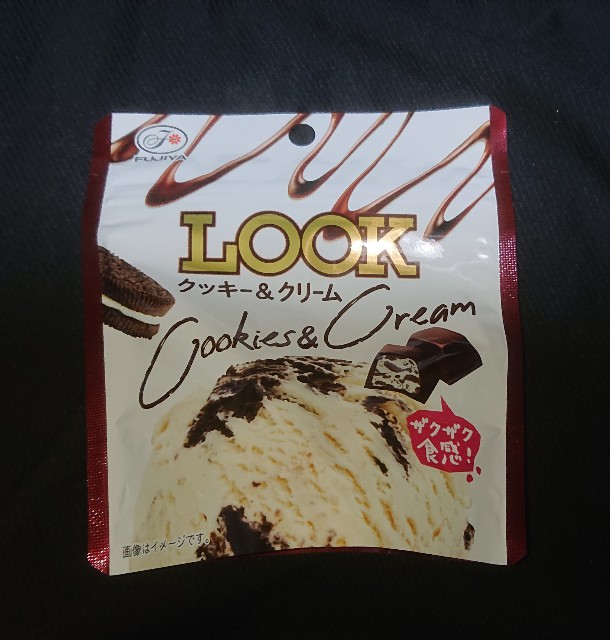 FUJIYA
LOOK
クッキー&クリーム
Cookies & Cream
ザクザク
食感!
画像はイメージです。